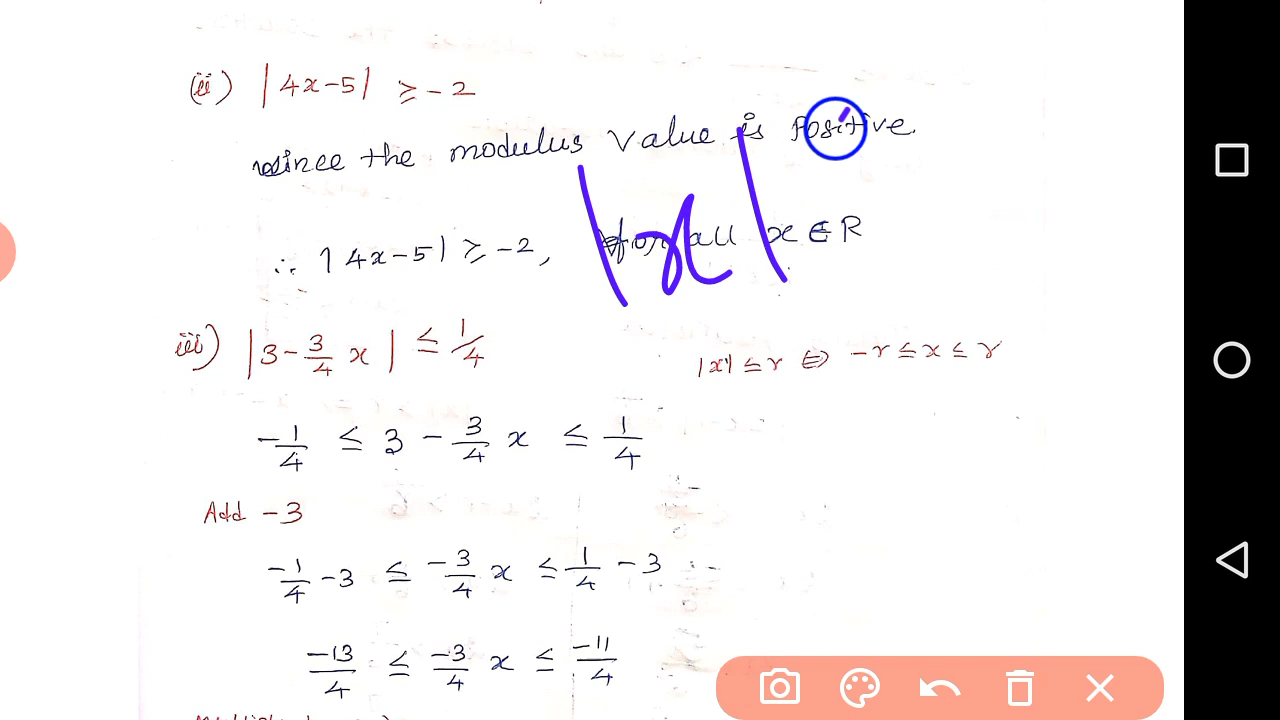 (ii) |4x-5| ≥ -2
since the modulus value is positive.
∴ |4x-5| ≥ -2, for all x ∈ R
|x|
iii) |3 - 3/4 x| ≤ 1/4
|x| ≤ r ⇔ -r ≤ x ≤ r
-1/4 ≤ 3 - 3/4 x ≤ 1/4
Add -3
-1/4 - 3 ≤ -3/4 x ≤ 1/4 - 3
-13/4 ≤ -3/4 x ≤ -11/4